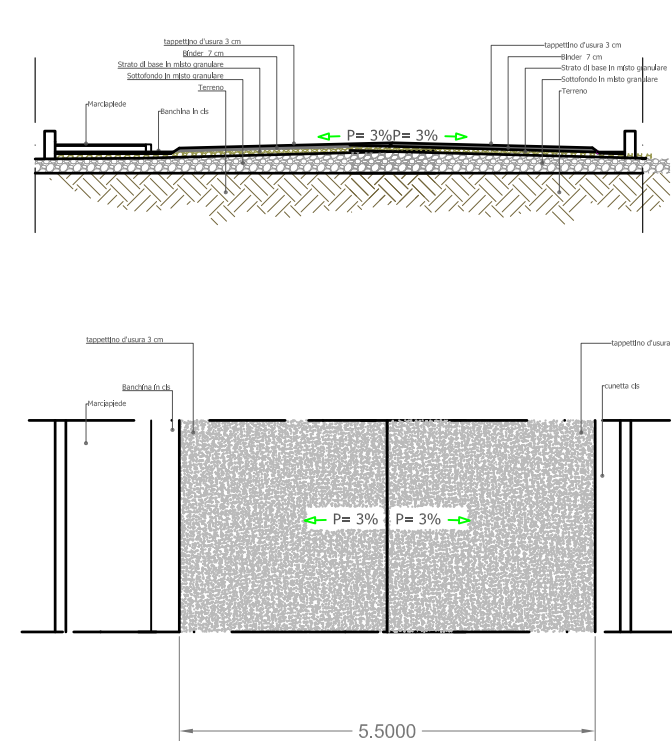 tappettino d'usura 3 cm
Binder 7 cm
Strato di base in misto granulare
Sottofondo in misto granulare
Terreno
Marciapiede
Banchina in cls
tappettino d'usura 3 cm
Binder 7 cm
Strato di base in misto granulare
Sottofondo in misto granulare
Terreno
P= 3% P= 3%
tappettino d'usura 3 cm
Banchina in cls
Marciapiede
tappettino d'usura
cunetta cls
P= 3% P= 3%
5.5000